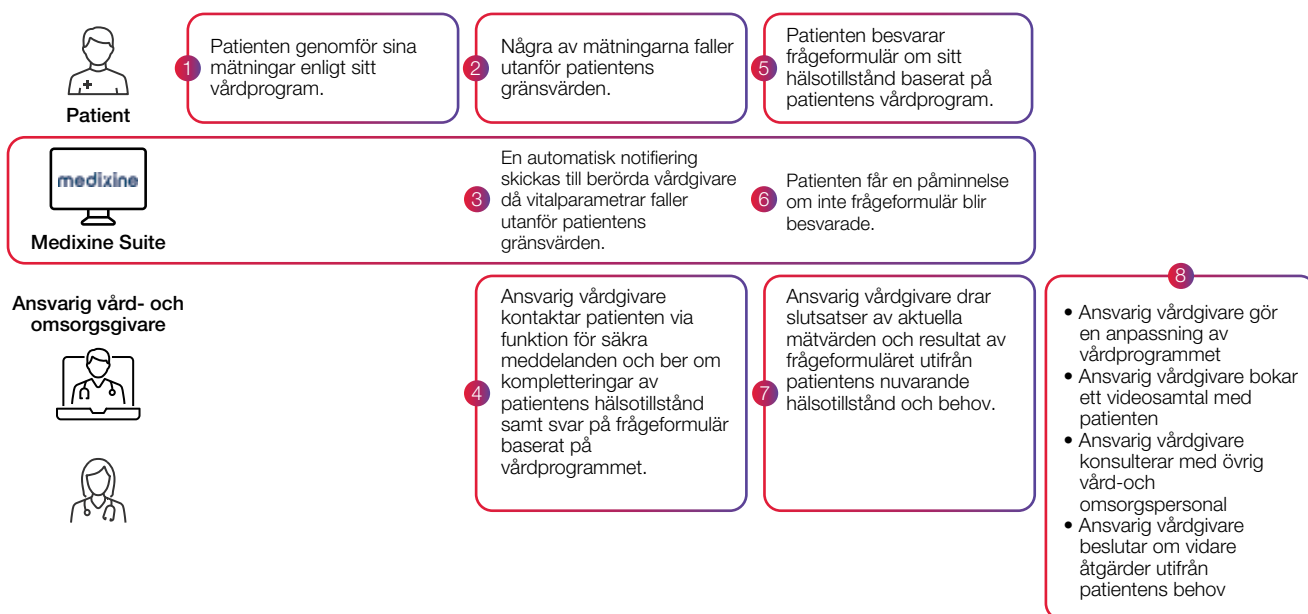 Patient
1
Patienten genomför sina
mätningar enligt sitt
vårdprogram.
2
Några av mätningarna faller
utanför patientens
gränsvärden.
5
Patienten besvarar
frågeformulär om sitt
hälsotillstånd baserat på
patientens vårdprogram.
medixine
Medixine Suite
3
En automatisk notifiering
skickas till berörda vårdgivare
då vitalparametrar faller
utanför patientens
gränsvärden.
6
Patienten får en påminnelse
om inte frågeformulär blir
besvarade.
Ansvarig vård- och
omsorgsgivare
4
Ansvarig vårdgivare
kontaktar patienten via
funktion för säkra
meddelanden och ber om
kompletteringar av
patientens hälsotillstånd
samt svar på frågeformulär
baserat på
vårdprogrammet.
7
Ansvarig vårdgivare drar
slutsatser av aktuella
mätvärden och resultat av
frågeformuläret utifrån
patientens nuvarande
hälsotillstånd och behov.
8
• Ansvarig vårdgivare gör
en anpassning av
vårdprogrammet
• Ansvarig vårdgivare bokar
ett videosamtal med
patienten
• Ansvarig vårdgivare
konsulterar med övrig
vård-och
omsorgspersonal
• Ansvarig vårdgivare
beslutar om vidare
åtgärder utifrån
patientens behov